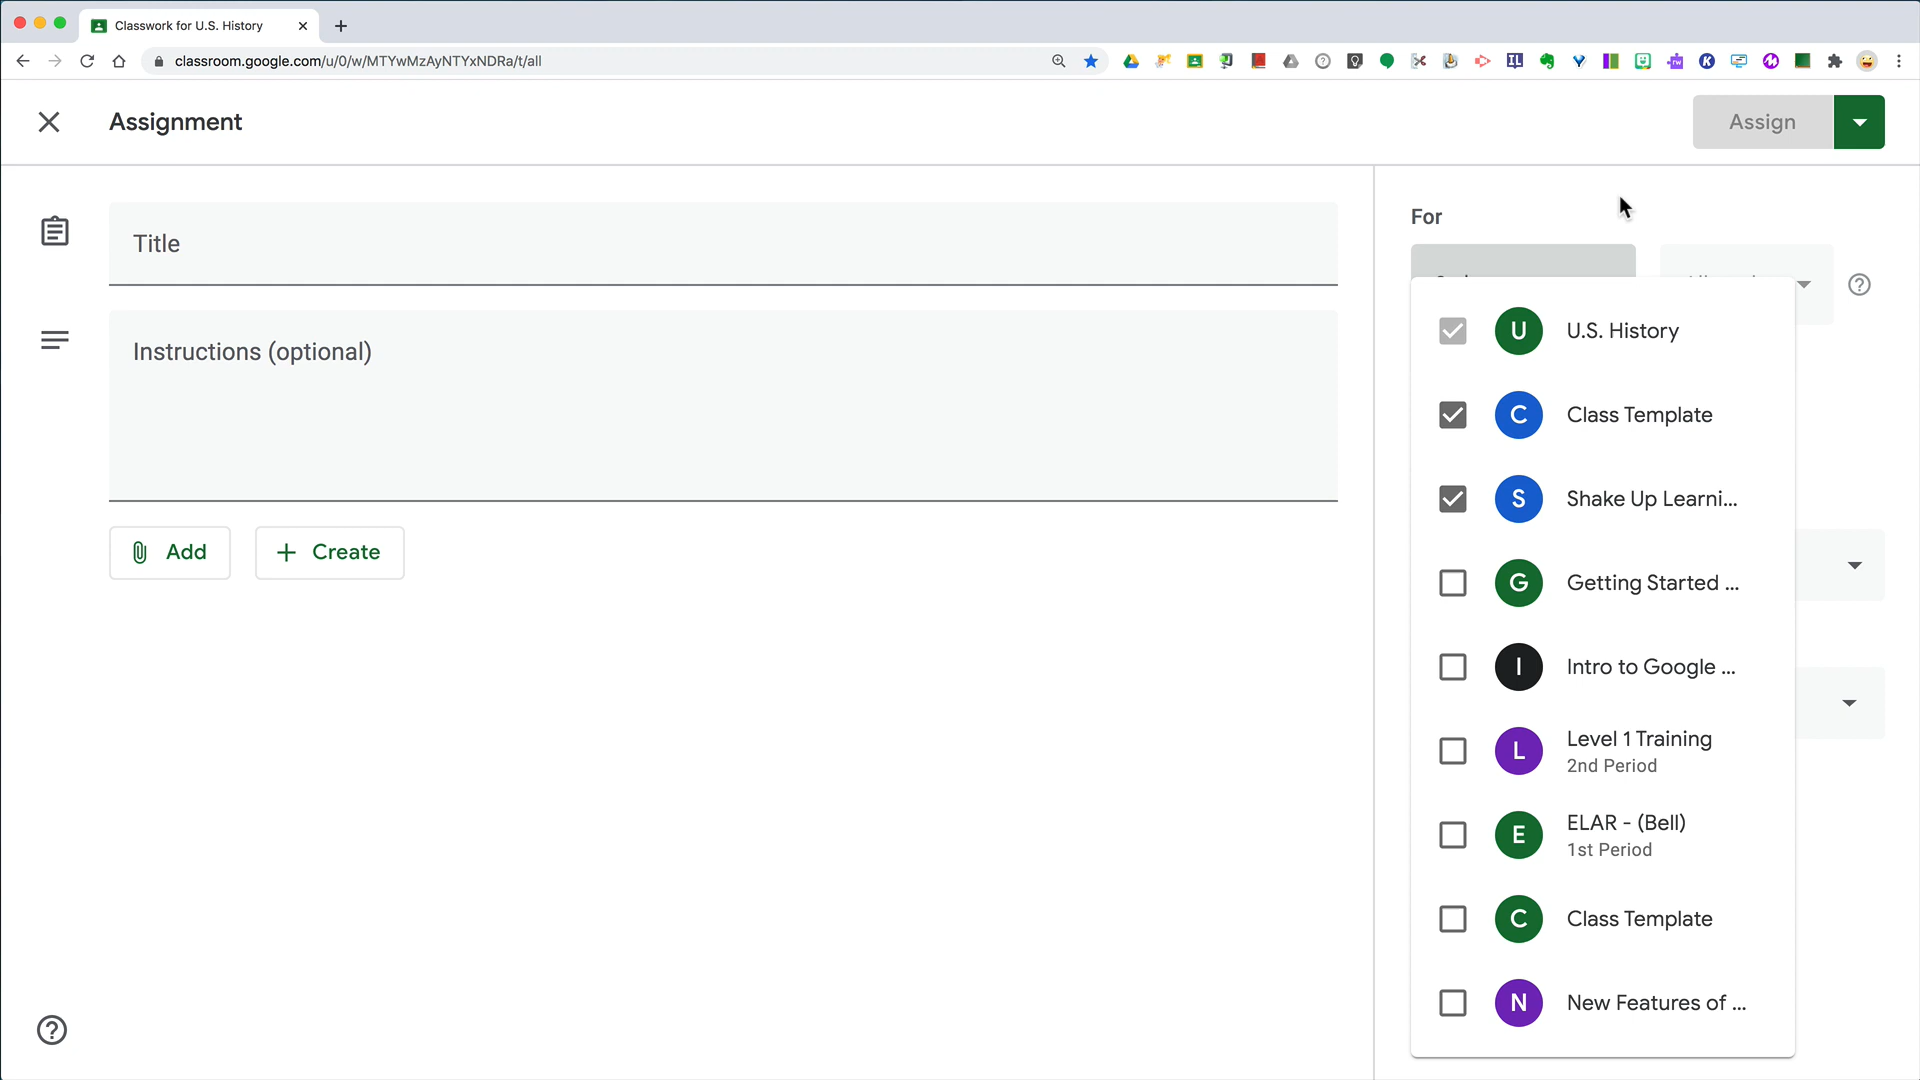 Classwork for U.S. History
classroom.google.com/u/0/w/MTYwMzAyNTYxNDRa/t/all
Assignment
Assign
Title
Instructions (optional)
Add
Create
For
U
U.S. History
C
Class Template
S
Shake Up Learni...
G
Getting Started ...
I
Intro to Google ...
L
Level 1 Training
2nd Period
E
ELAR - (Bell)
1st Period
C
Class Template
N
New Features of ...